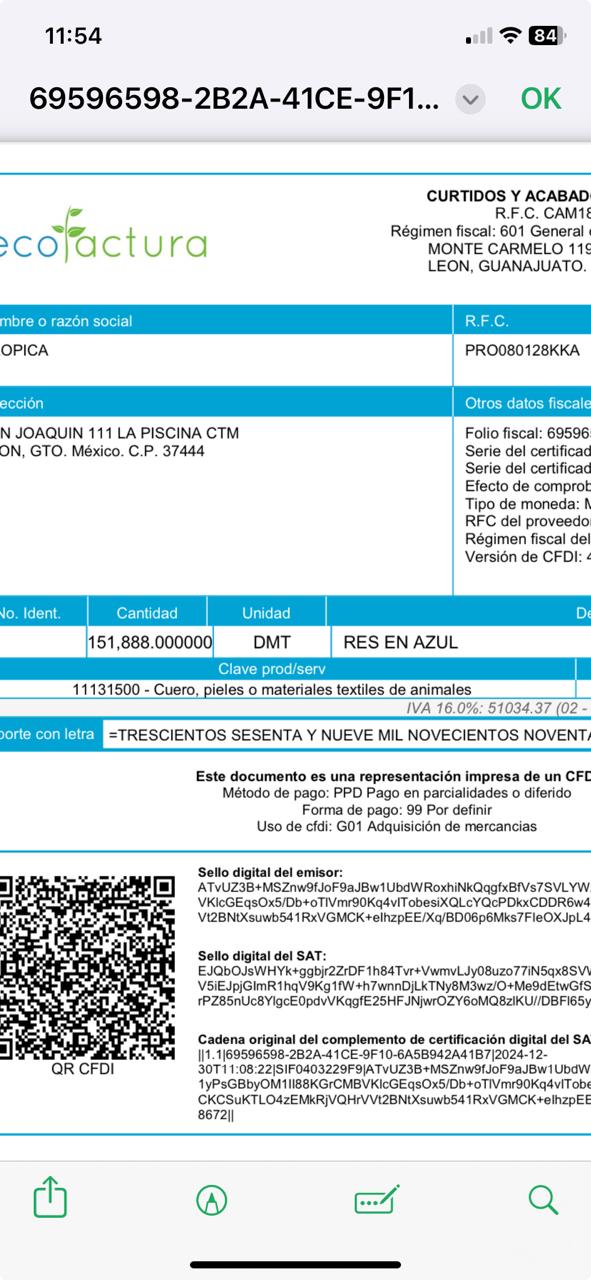 11:54
84
69596598-2B2A-41CE-9F1...
OK
ecofactura
CURTIDOS Y ACABAD
R.F.C. CAM18
Régimen fiscal: 601 General
MONTE CARMELO 119
LEON, GUANAJUATO.
mbre o razón social
R.F.C.
OPICA
PRO080128KKA
ección
Otros datos fiscale
N JOAQUIN 111 LA PISCINA CTM
ON, GTO. México. C.P. 37444
Folio fiscal: 69596
Serie del certificad
Serie del certificad
Efecto de comprob
Tipo de moneda: M
RFC del proveedo
Régimen fiscal del
Versión de CFDI: 4
No. Ident.
Cantidad
Unidad
De
151,888.000000
DMT
RES EN AZUL
Clave prod/serv
11131500 - Cuero, pieles o materiales textiles de animales
IVA 16.0%: 51034.37 (02 -
porte con letra
=TRESCIENTOS SESENTA Y NUEVE MIL NOVECIENTOS NOVENTA
Este documento es una representación impresa de un CFD
Método de pago: PPD Pago en parcialidades o diferido
Forma de pago: 99 Por definir
Uso de cfdi: G01 Adquisición de mercancias
Sello digital del emisor:
ATvUZ3B+MSZnw9fJoF9aJBw1UbdWRoxhiNkQqgfxBfVs7SVLYW
VKlcGEqsOx5/Db+oTlVmr90Kq4vlTobesiXQLcYQcPDkxCDDR6w4
Vt2BNtXsuwb541RxVGMCK+elhzpEE/Xq/BD06p6Mks7FleOXJpL4
Sello digital del SAT:
EJQbOJsWHYk+ggbjr2ZrDF1h84Tvr+VwmvLJy08uzo77iN5qx8SV
V5iEJpjGImR1hqV9Kg1fW+h7wnnDjLkTNy8M3wz/O+Me9dEtwGfS
rPZ85nUc8YlgcE0pdvVKqgfE25HFJNjwrOZY6oMQ8zlKU//DBFl65y
Cadena original del complemento de certificación digital del SA
||1.1|69596598-2B2A-41CE-9F10-6A5B942A41B7|2024-12-
30T11:08:22|SIF0403229F9|ATvUZ3B+MSZnw9fJoF9aJBw1UbdW
1yPsGBbyOM1Il88KGrCMBVKlcGEqsOx5/Db+oTlVmr90Kq4vlTobe
CKCSuKTLO4zEMkRjVQHrVVt2BNtXsuwb541RxVGMCK+elhzpEE
8672||
QR CFDI